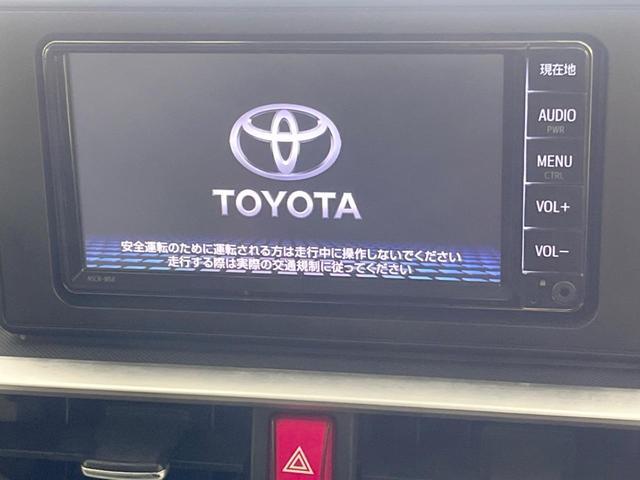 現在地
AUDIO
PWR
MENU
CTRL
VOL+
VOL-
TOYOTA
安全運転のために運転される方は走行中に操作しないでください
走行する際は実際の交通規制に従ってください